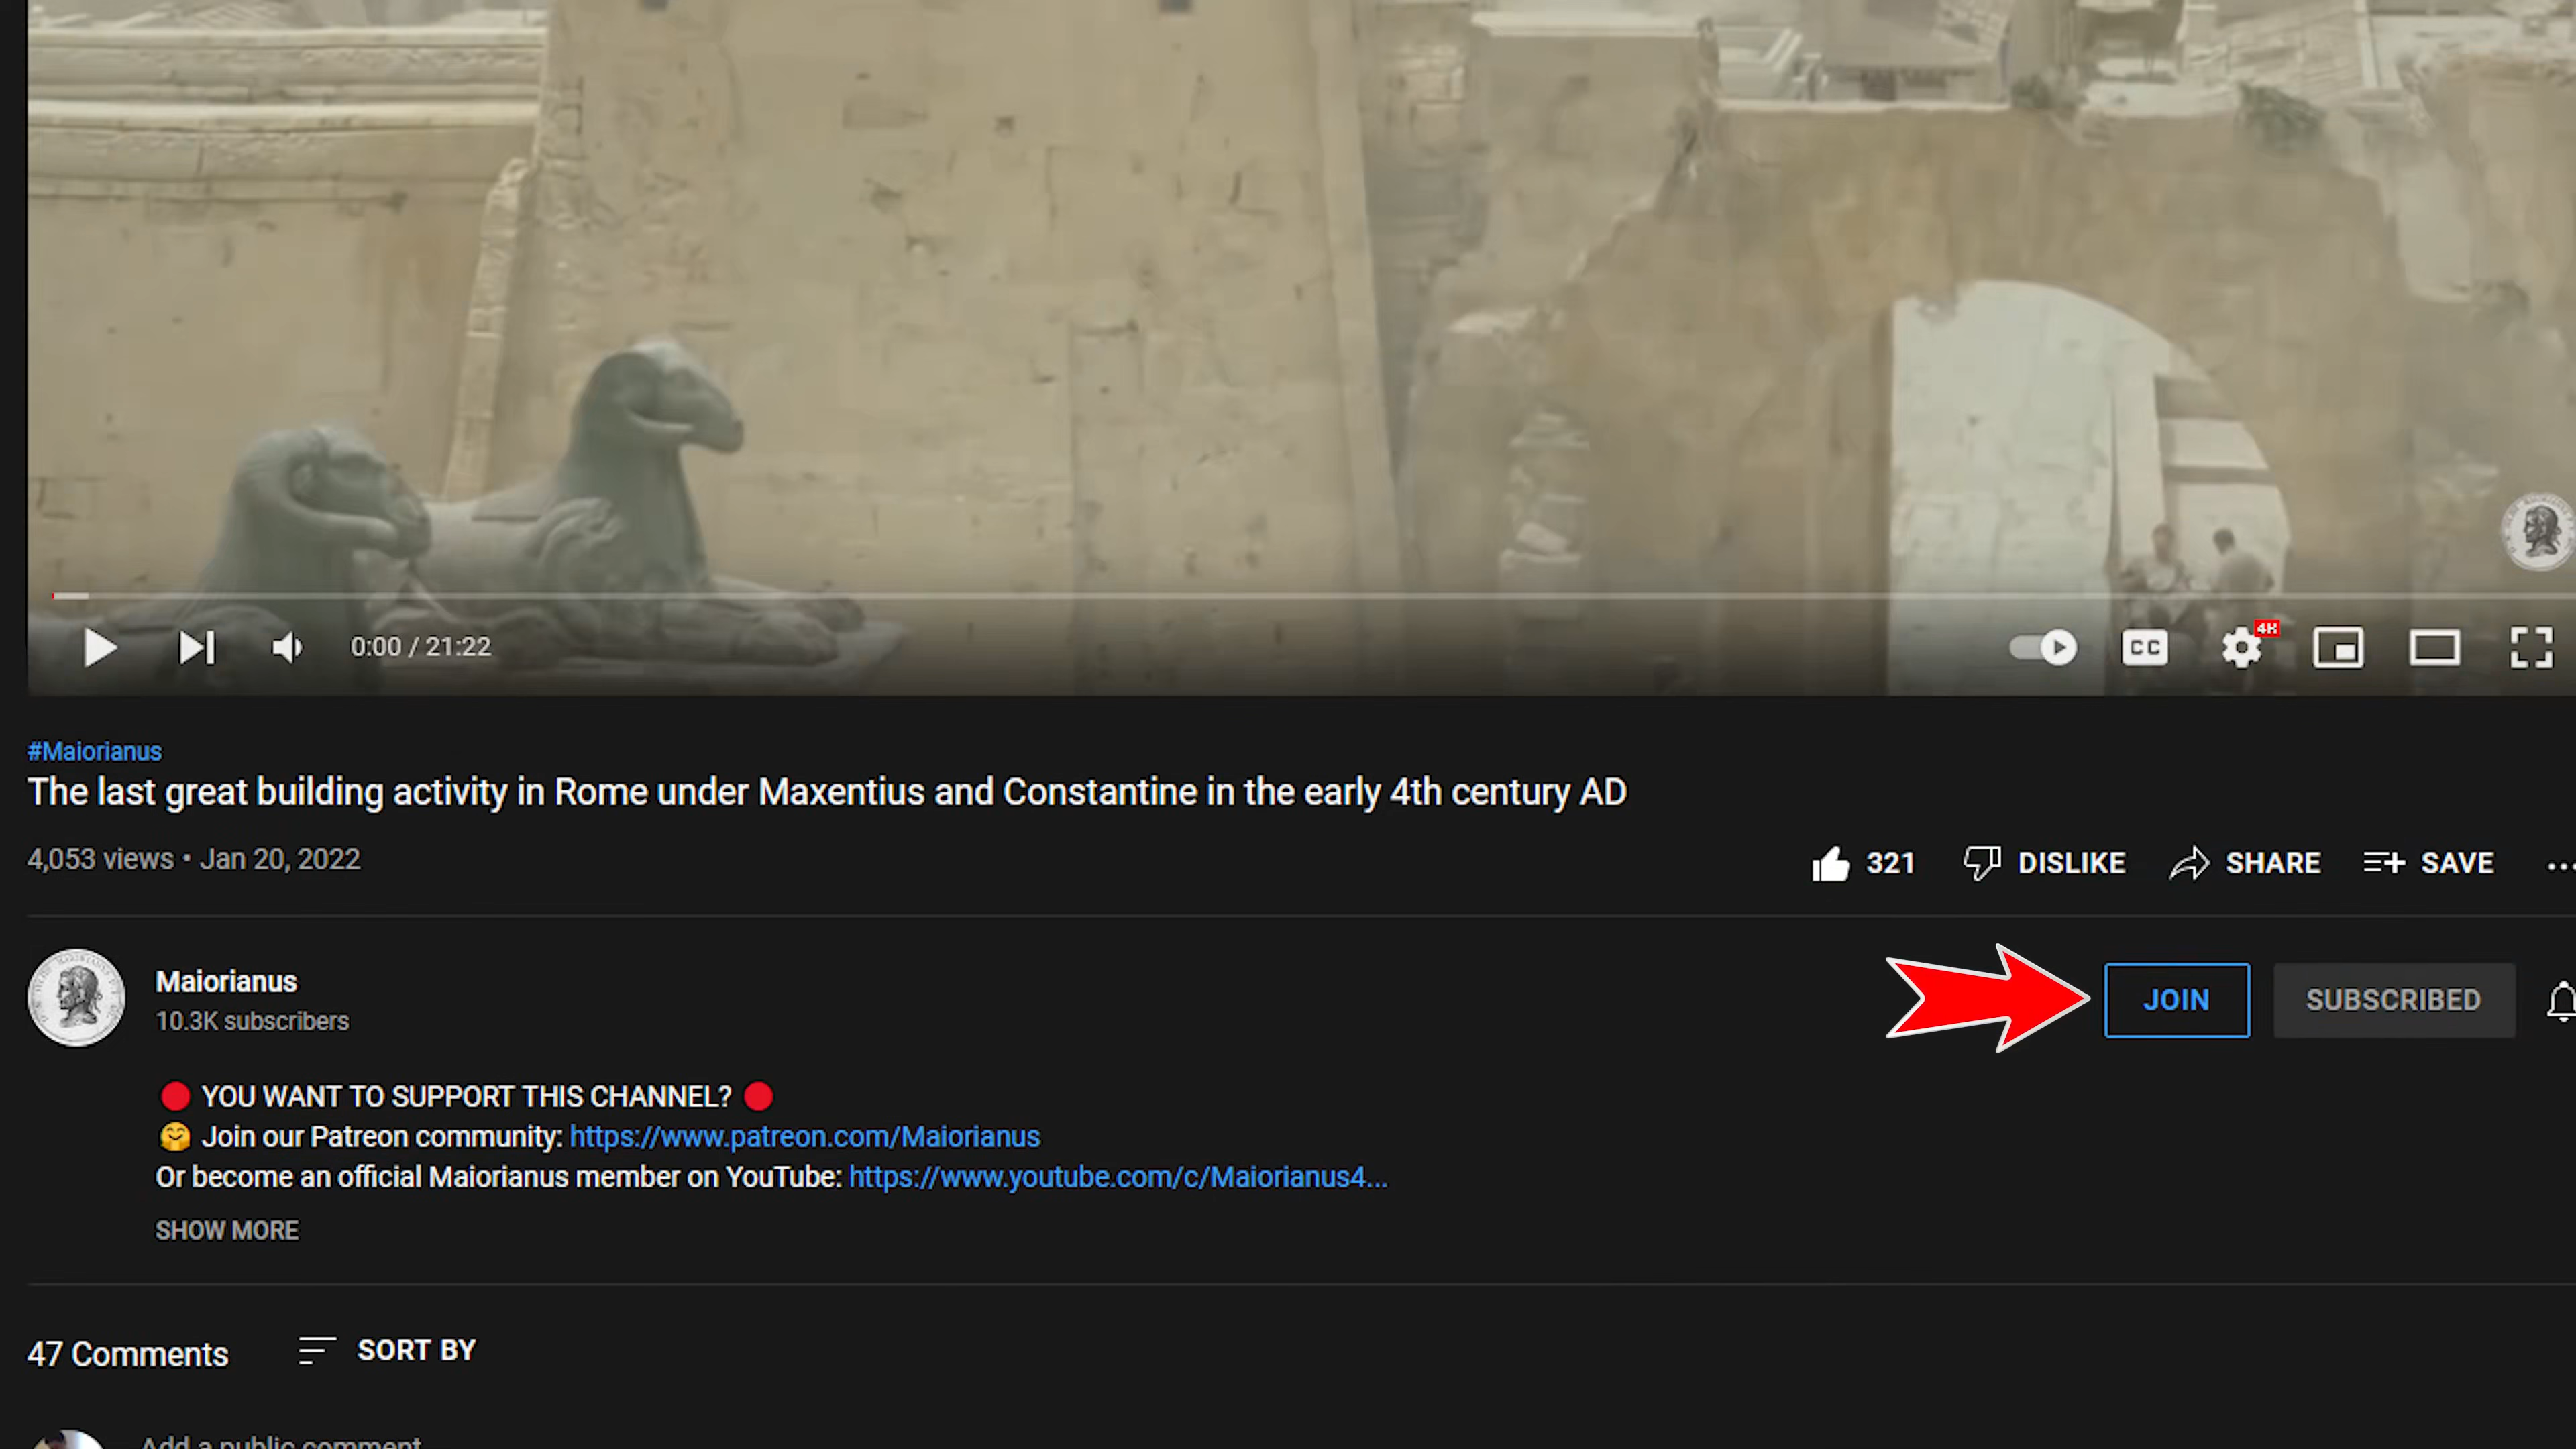 0:00 / 21:22
CC
4K
#Maiorianus
The last great building activity in Rome under Maxentius and Constantine in the early 4th century AD
4,053 views • Jan 20, 2022
321 DISLIKE SHARE SAVE ...
Maiorianus
10.3K subscribers
JOIN SUBSCRIBED
🔴 YOU WANT TO SUPPORT THIS CHANNEL? 🔴
🤗 Join our Patreon community: https://www.patreon.com/Maiorianus
Or become an official Maiorianus member on YouTube: https://www.youtube.com/c/Maiorianus4...
SHOW MORE
47 Comments SORT BY
Add a public comment